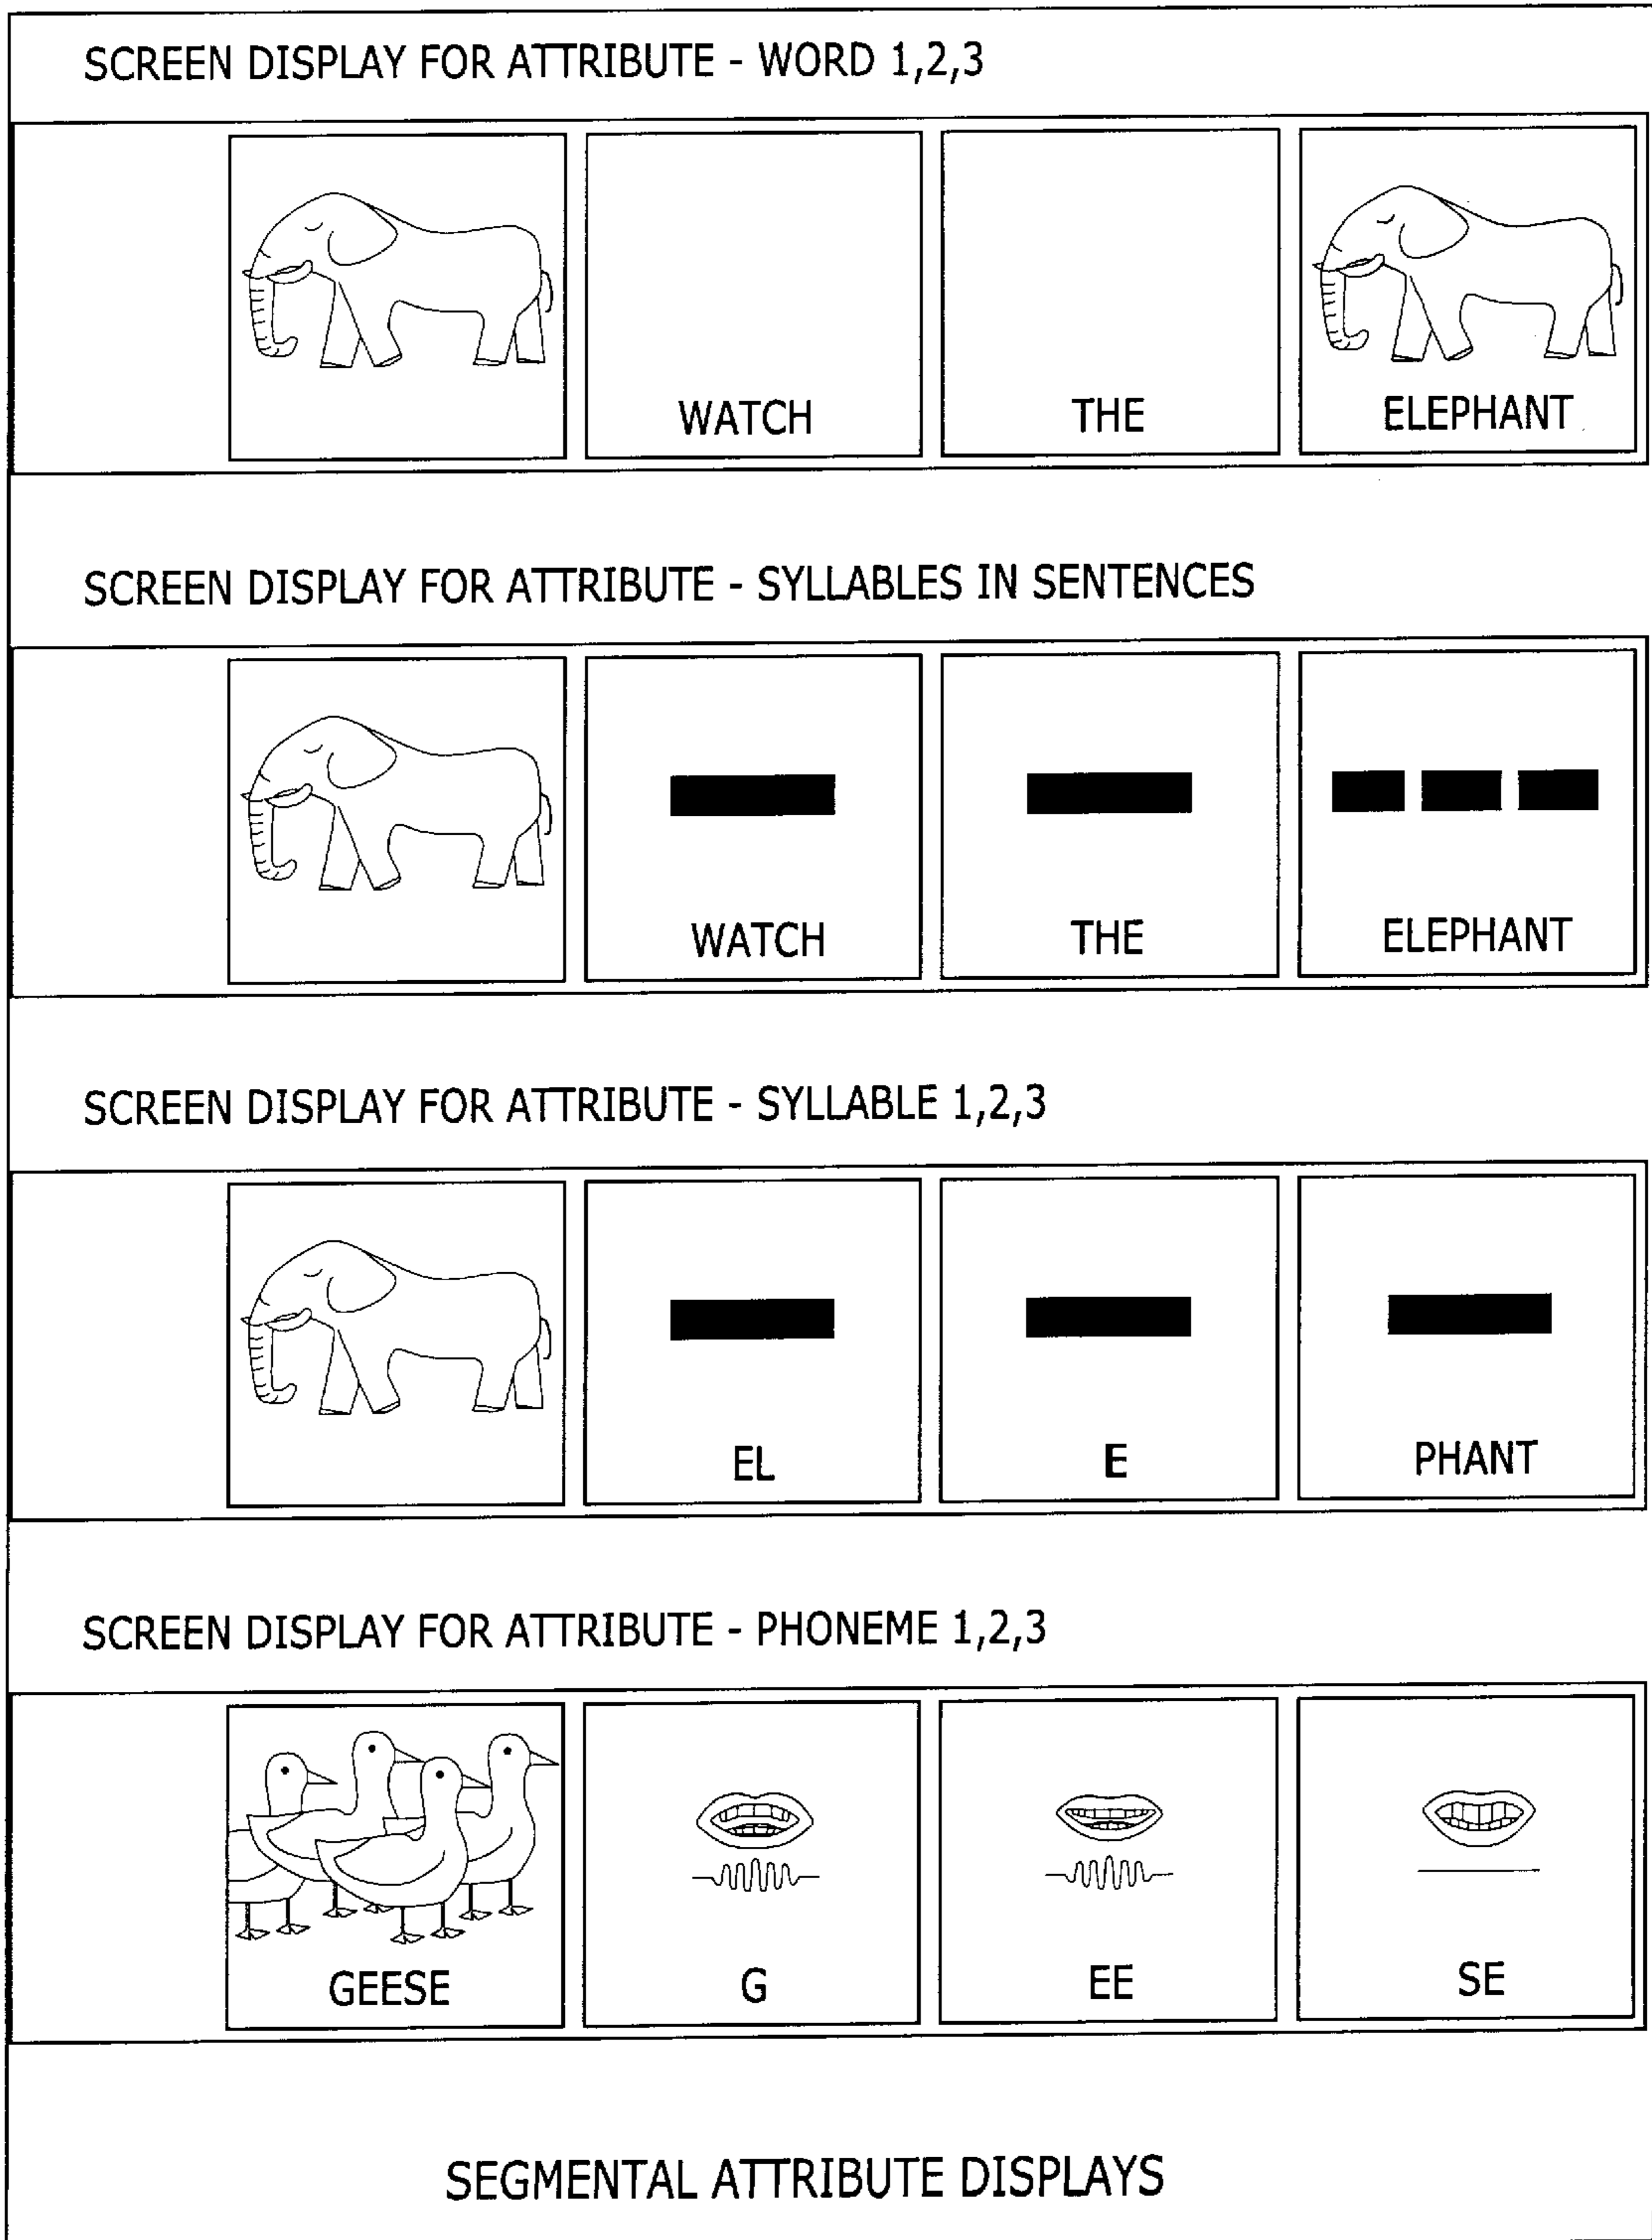 SCREEN DISPLAY FOR ATTRIBUTE - WORD 1,2,3
WATCH THE ELEPHANT
SCREEN DISPLAY FOR ATTRIBUTE - SYLLABLES IN SENTENCES
WATCH THE ELEPHANT
SCREEN DISPLAY FOR ATTRIBUTE - SYLLABLE 1,2,3
EL E PHANT
SCREEN DISPLAY FOR ATTRIBUTE - PHONEME 1,2,3
GEESE G EE SE
SEGMENTAL ATTRIBUTE DISPLAYS